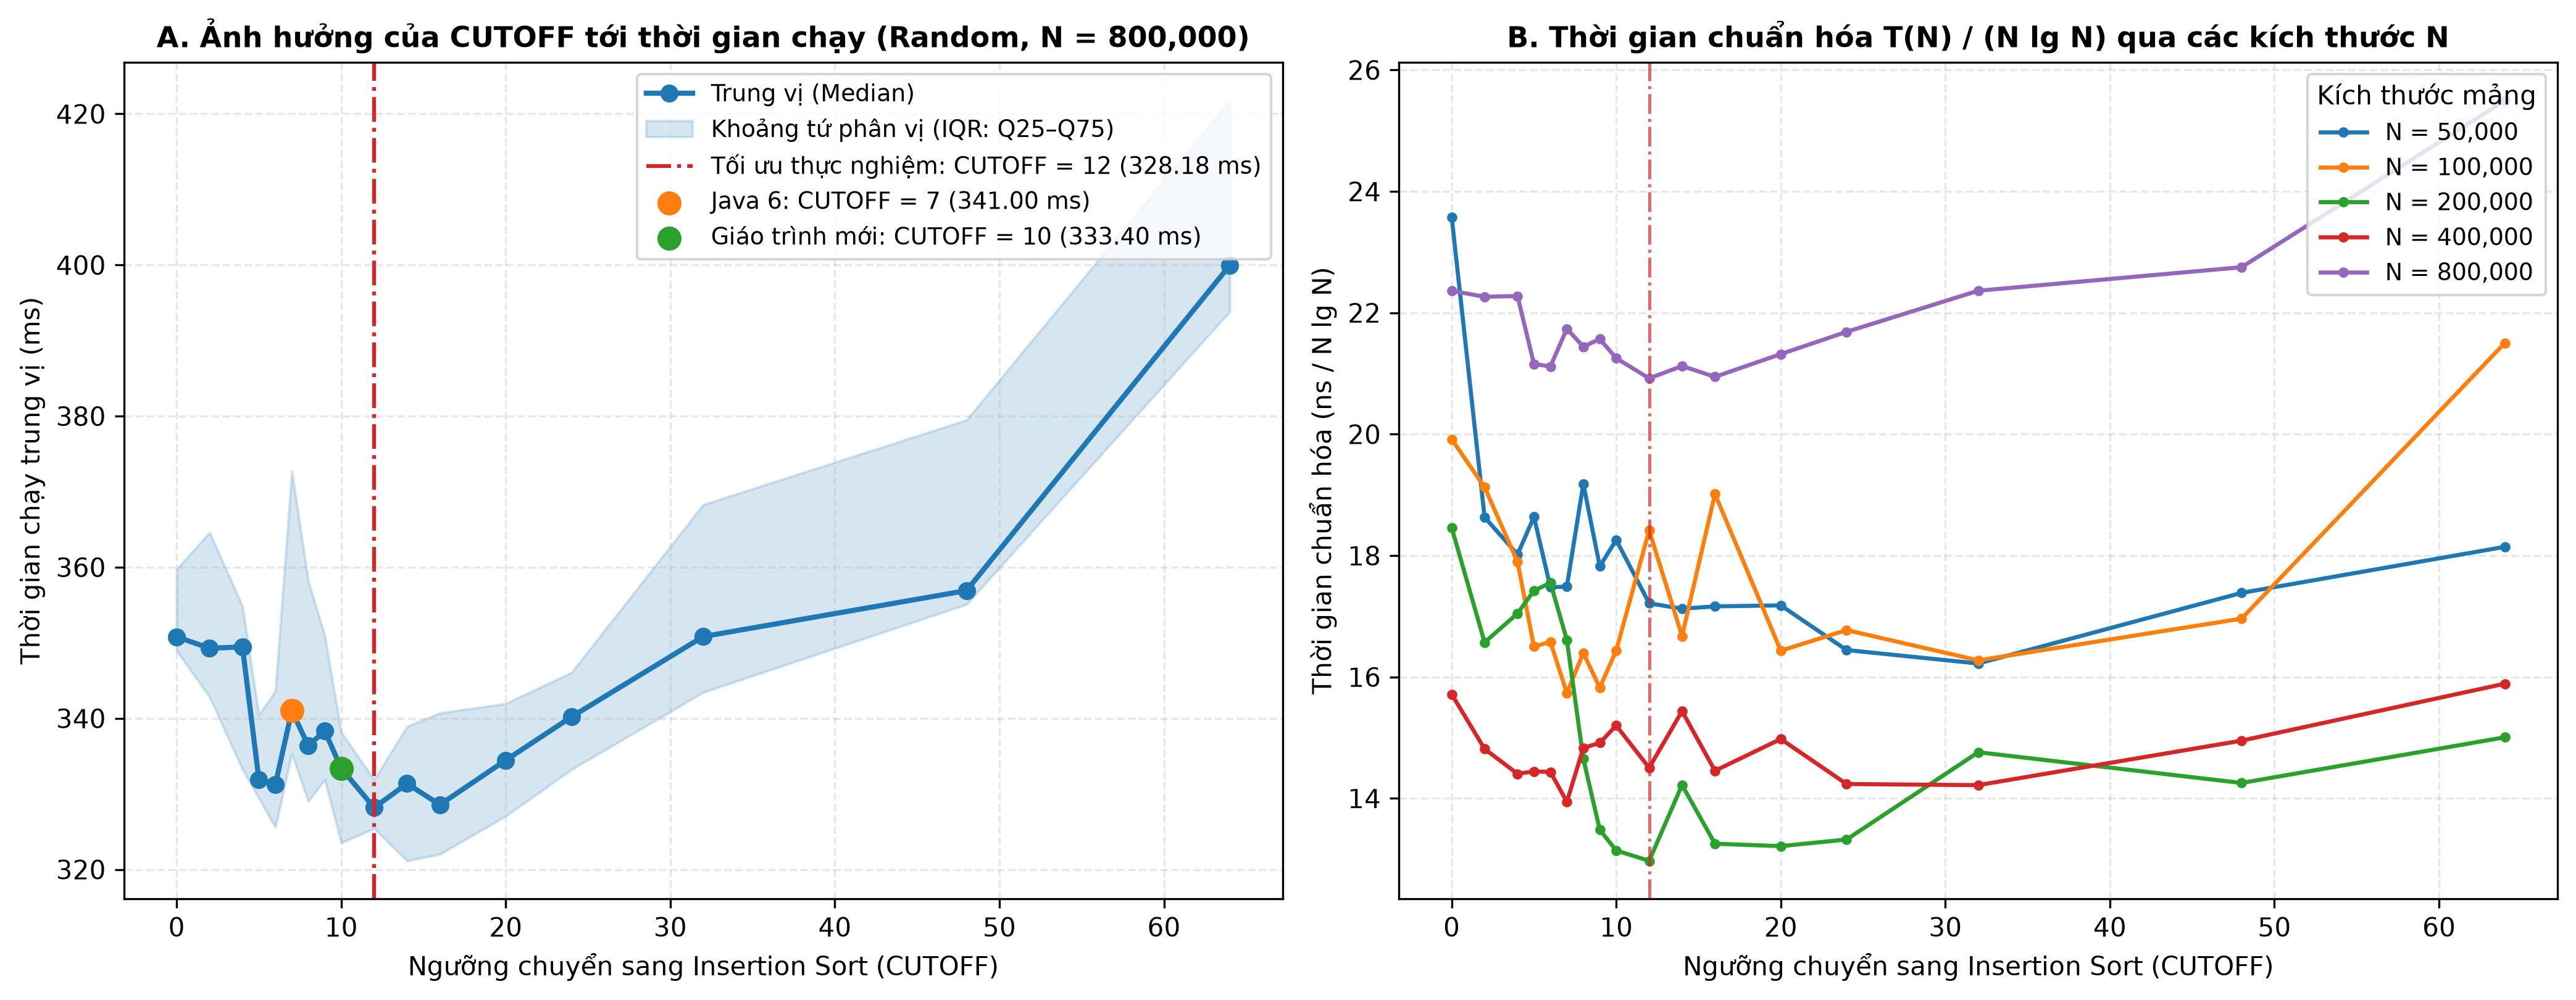 A. Ảnh hưởng của CUTOFF tới thời gian chạy (Random, N = 800,000)
Thời gian chạy trung vị (ms)
420
400
380
360
340
320
Trung vị (Median)
Khoảng tứ phân vị (IQR: Q25–Q75)
Tối ưu thực nghiệm: CUTOFF = 12 (328.18 ms)
Java 6: CUTOFF = 7 (341.00 ms)
Giáo trình mới: CUTOFF = 10 (333.40 ms)
0 10 20 30 40 50 60
Ngưỡng chuyển sang Insertion Sort (CUTOFF)
B. Thời gian chuẩn hóa T(N) / (N lg N) qua các kích thước N
Thời gian chuẩn hóa (ns / N lg N)
26
24
22
20
18
16
14
Kích thước mảng
N = 50,000
N = 100,000
N = 200,000
N = 400,000
N = 800,000
0 10 20 30 40 50 60
Ngưỡng chuyển sang Insertion Sort (CUTOFF)